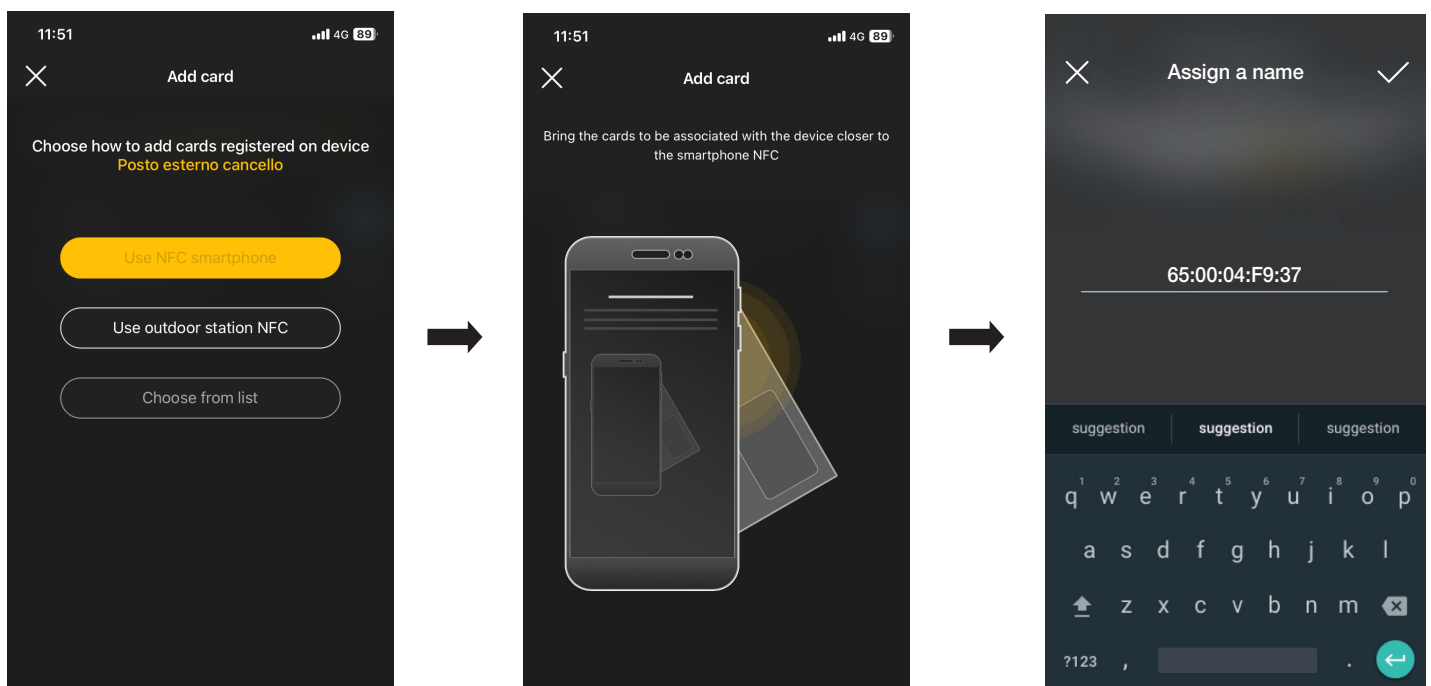 11:51
4G 89
Add card
Choose how to add cards registered on device
Posto esterno cancello
Use NFC smartphone
Use outdoor station NFC
Choose from list
11:51
4G 89
Add card
Bring the cards to be associated with the device closer to
the smartphone NFC
Assign a name
65:00:04:F9:37
suggestion suggestion suggestion
1 2 3 4 5 6 7 8 9 0
q w e r t y u i o p
a s d f g h j k l
z x c v b n m
?123 , .